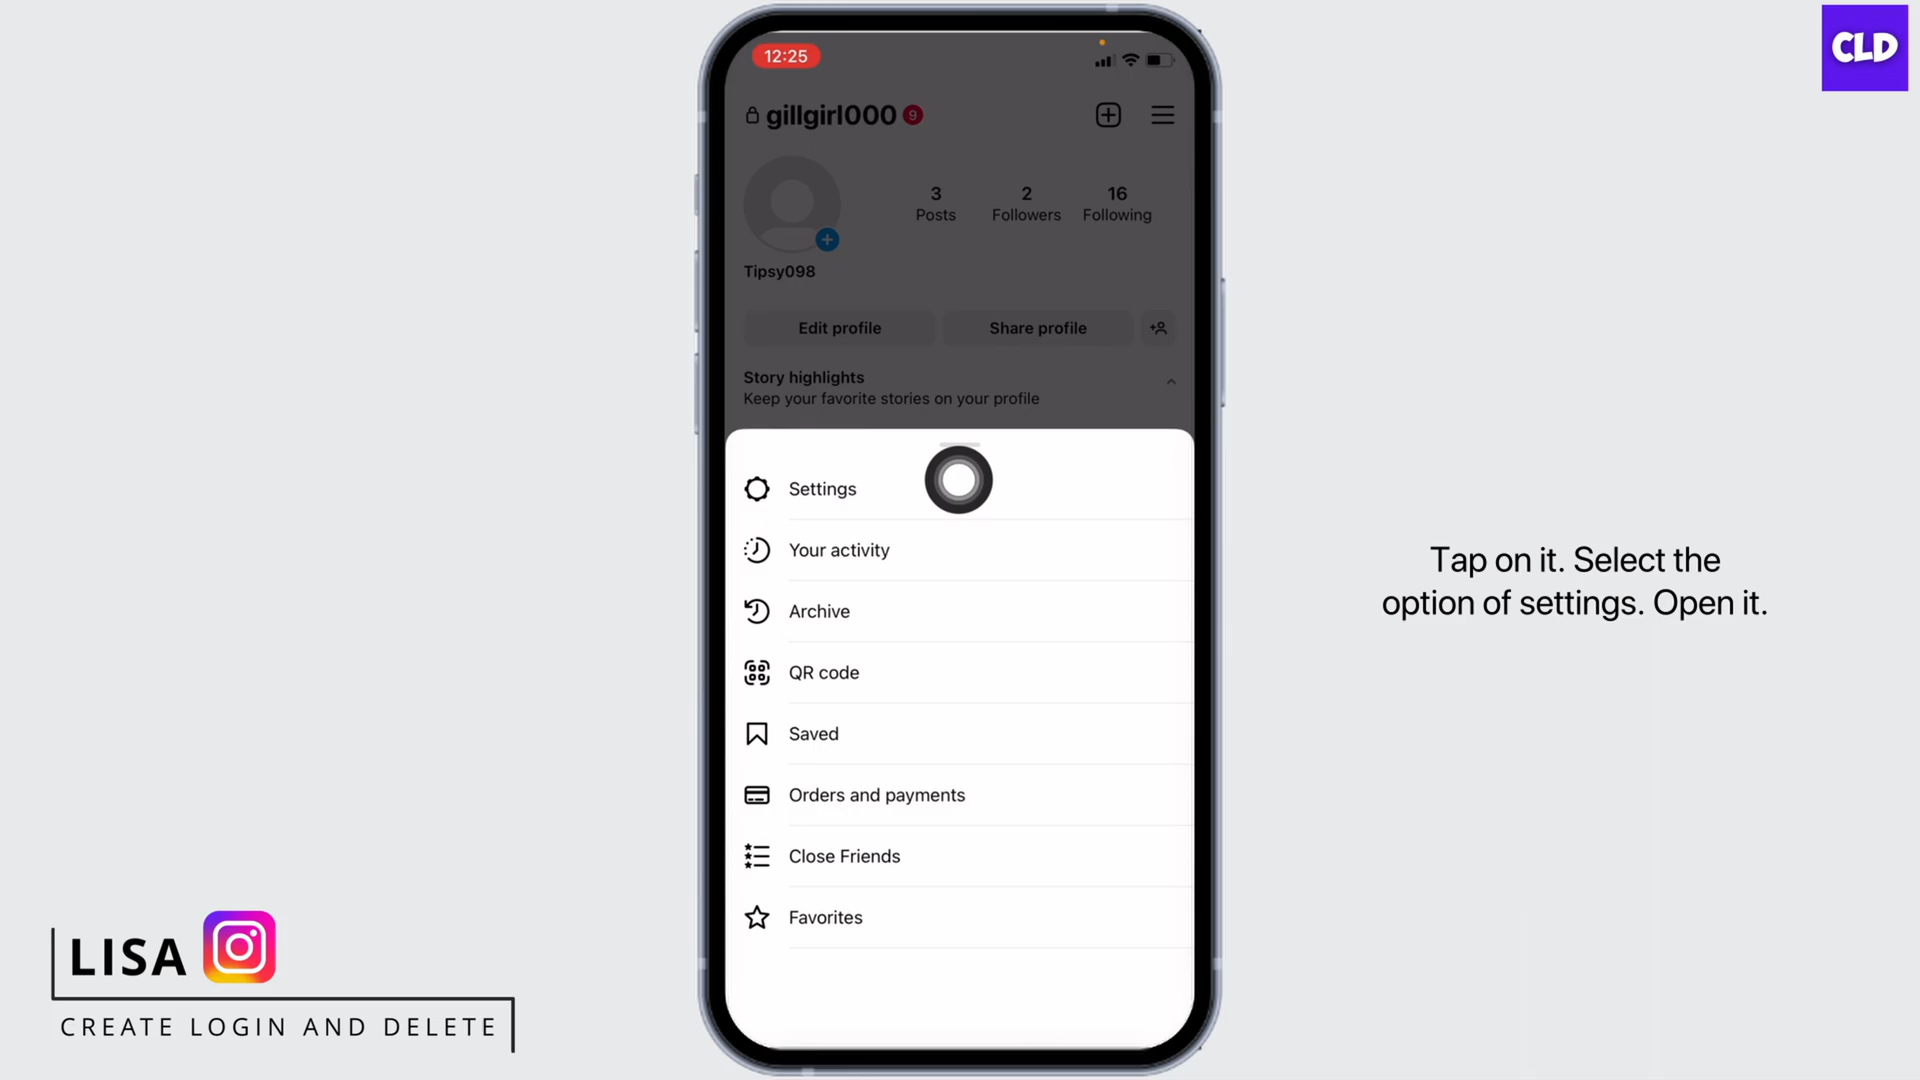 CLD
12:25
gillgirl000 9
3 2 16
Posts Followers Following
Tipsy098
Edit profile Share profile
Story highlights
Keep your favorite stories on your profile
Settings
Your activity
Archive
QR code
Saved
Orders and payments
Close Friends
Favorites
Tap on it. Select the
option of settings. Open it.
LISA
CREATE LOGIN AND DELETE